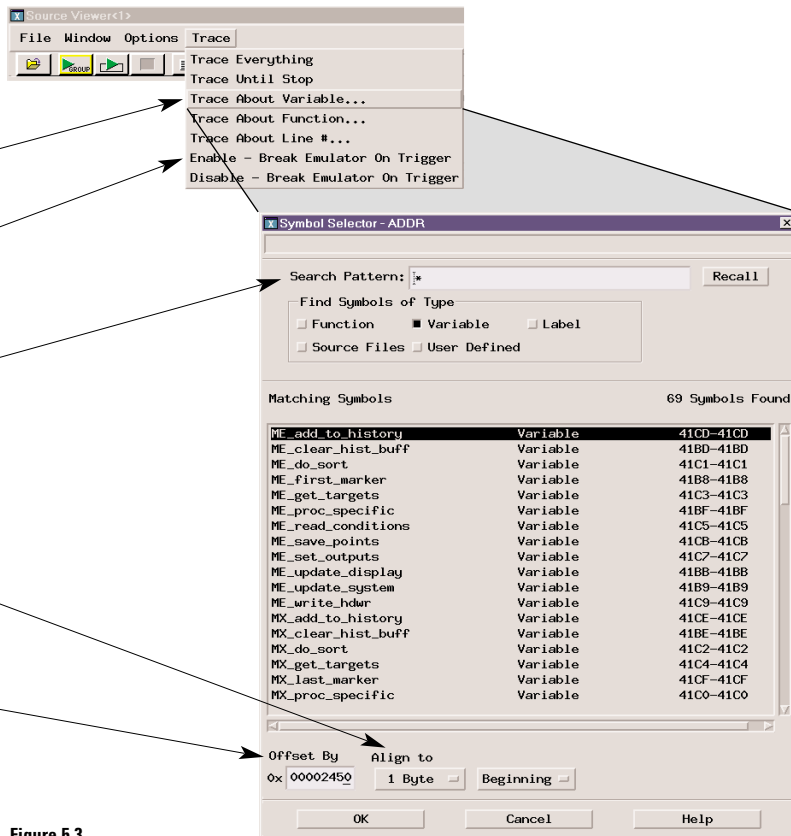 Source Viewer<1>
File Window Options Trace
GROUP
Trace Everything
Trace Until Stop
Trace About Variable...
Trace About Function...
Trace About Line #...
Enable - Break Emulator On Trigger
Disable - Break Emulator On Trigger
Symbol Selector - ADDR
Search Pattern: * Recall
Find Symbols of Type
Function Variable Label
Source Files User Defined
Matching Symbols 69 Symbols Found
ME_add_to_history Variable 41CD-41CD
ME_clear_hist_buff Variable 41BD-41BD
ME_do_sort Variable 41C1-41C1
ME_first_marker Variable 41B8-41B8
ME_get_targets Variable 41C3-41C3
ME_proc_specific Variable 41BF-41BF
ME_read_conditions Variable 41C5-41C5
ME_save_points Variable 41CB-41CB
ME_set_outputs Variable 41C7-41C7
ME_update_display Variable 41BB-41BB
ME_update_system Variable 41B9-41B9
ME_write_hdwr Variable 41C9-41C9
MX_add_to_history Variable 41CE-41CE
MX_clear_hist_buff Variable 41BE-41BE
MX_do_sort Variable 41C2-41C2
MX_get_targets Variable 41C4-41C4
MX_last_marker Variable 41CF-41CF
MX_proc_specific Variable 41C0-41C0
Offset By Align to
0x 00002450 1 Byte Beginning
OK Cancel Help
Figure 5.3